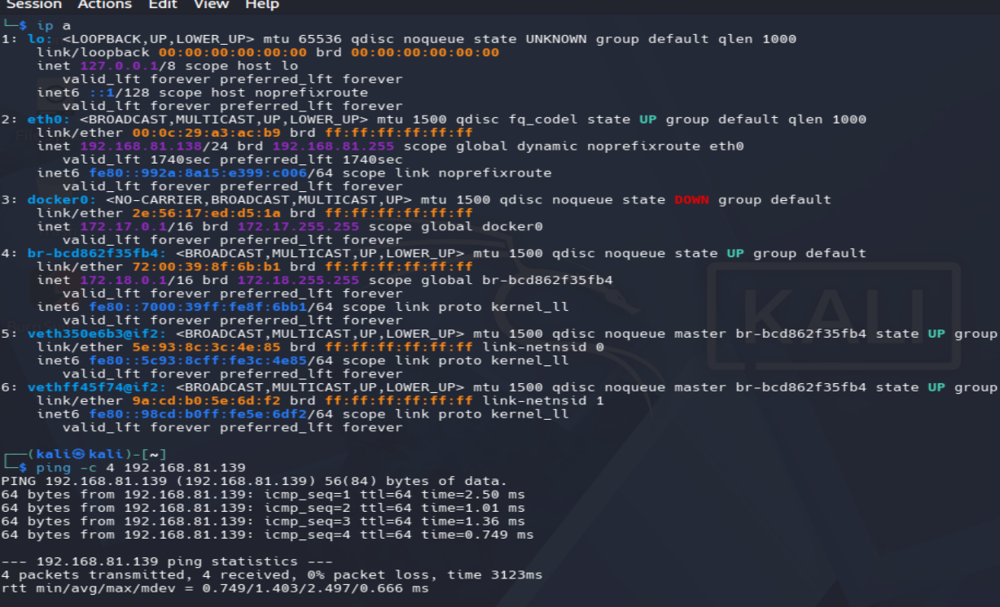 Session Actions Edit View Help
└─$ ip a
1: lo: <LOOPBACK,UP,LOWER_UP> mtu 65536 qdisc noqueue state UNKNOWN group default qlen 1000
    link/loopback 00:00:00:00:00:00 brd 00:00:00:00:00:00
    inet 127.0.0.1/8 scope host lo
       valid_lft forever preferred_lft forever
    inet6 ::1/128 scope host noprefixroute
       valid_lft forever preferred_lft forever
2: eth0: <BROADCAST,MULTICAST,UP,LOWER_UP> mtu 1500 qdisc fq_codel state UP group default qlen 1000
    link/ether 00:0c:29:a3:ac:b9 brd ff:ff:ff:ff:ff:ff
    inet 192.168.81.138/24 brd 192.168.81.255 scope global dynamic noprefixroute eth0
       valid_lft 1740sec preferred_lft 1740sec
    inet6 fe80::992a:8a15:e399:c006/64 scope link noprefixroute
       valid_lft forever preferred_lft forever
3: docker0: <NO-CARRIER,BROADCAST,MULTICAST,UP> mtu 1500 qdisc noqueue state DOWN group default
    link/ether 2e:56:17:ed:d5:1a brd ff:ff:ff:ff:ff:ff
    inet 172.17.0.1/16 brd 172.17.255.255 scope global docker0
       valid_lft forever preferred_lft forever
4: br-bcd862f35fb4: <BROADCAST,MULTICAST,UP,LOWER_UP> mtu 1500 qdisc noqueue state UP group default
    link/ether 72:00:39:8f:6b:b1 brd ff:ff:ff:ff:ff:ff
    inet 172.18.0.1/16 brd 172.18.255.255 scope global br-bcd862f35fb4
       valid_lft forever preferred_lft forever
    inet6 fe80::7000:39ff:fe8f:6bb1/64 scope link proto kernel_ll
       valid_lft forever preferred_lft forever
5: veth350e6b3@if2: <BROADCAST,MULTICAST,UP,LOWER_UP> mtu 1500 qdisc noqueue master br-bcd862f35fb4 state UP group
    link/ether 5e:93:8c:3c:4e:85 brd ff:ff:ff:ff:ff:ff link-netnsid 0
    inet6 fe80::5c93:8cff:fe3c:4e85/64 scope link proto kernel_ll
       valid_lft forever preferred_lft forever
6: vethff45f74@if2: <BROADCAST,MULTICAST,UP,LOWER_UP> mtu 1500 qdisc noqueue master br-bcd862f35fb4 state UP group
    link/ether 9a:cd:b0:5e:6d:f2 brd ff:ff:ff:ff:ff:ff link-netnsid 1
    inet6 fe80::98cd:b0ff:fe5e:6df2/64 scope link proto kernel_ll
       valid_lft forever preferred_lft forever
KALI
┌──(kali㉿kali)-[~]
└─$ ping -c 4 192.168.81.139
PING 192.168.81.139 (192.168.81.139) 56(84) bytes of data.
64 bytes from 192.168.81.139: icmp_seq=1 ttl=64 time=2.50 ms
64 bytes from 192.168.81.139: icmp_seq=2 ttl=64 time=1.01 ms
64 bytes from 192.168.81.139: icmp_seq=3 ttl=64 time=1.36 ms
64 bytes from 192.168.81.139: icmp_seq=4 ttl=64 time=0.749 ms
--- 192.168.81.139 ping statistics ---
4 packets transmitted, 4 received, 0% packet loss, time 3123ms
rtt min/avg/max/mdev = 0.749/1.403/2.497/0.666 ms